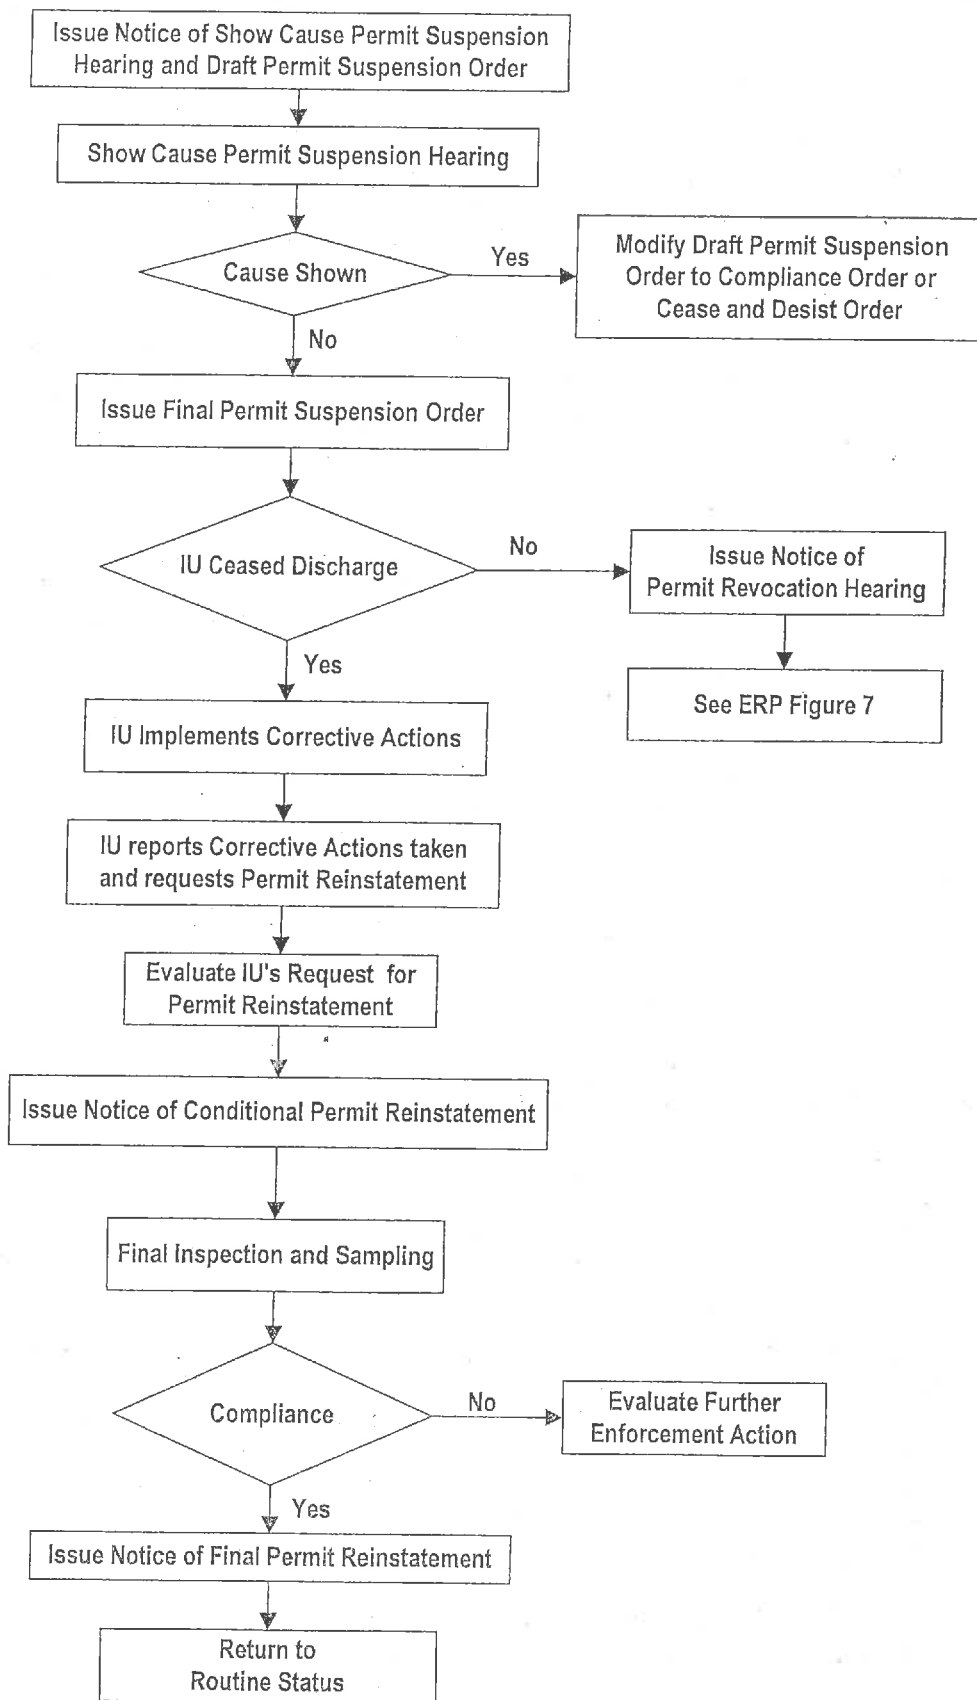 Issue Notice of Show Cause Permit Suspension
Hearing and Draft Permit Suspension Order
Show Cause Permit Suspension Hearing
Cause Shown
Yes
Modify Draft Permit Suspension
Order to Compliance Order or
Cease and Desist Order
No
Issue Final Permit Suspension Order
IU Ceased Discharge
No
Issue Notice of
Permit Revocation Hearing
Yes
See ERP Figure 7
IU Implements Corrective Actions
IU reports Corrective Actions taken
and requests Permit Reinstatement
Evaluate IU's Request for
Permit Reinstatement
Issue Notice of Conditional Permit Reinstatement
Final Inspection and Sampling
Compliance
No
Evaluate Further
Enforcement Action
Yes
Issue Notice of Final Permit Reinstatement
Return to
Routine Status